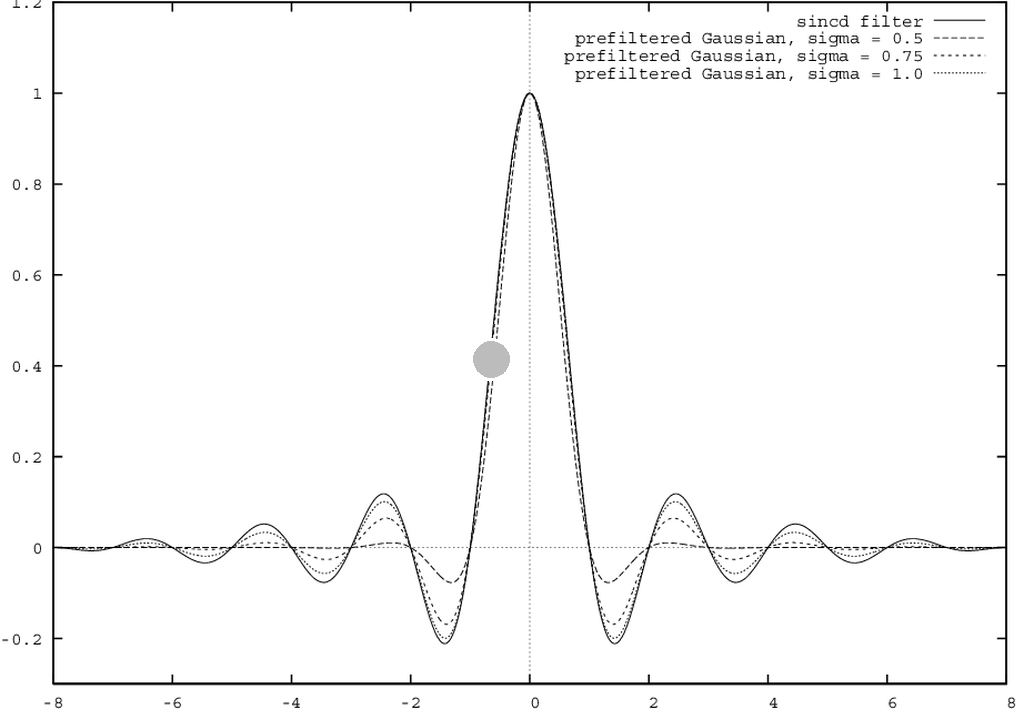 1.2
sincd filter
prefiltered Gaussian, sigma = 0.5
prefiltered Gaussian, sigma = 0.75
prefiltered Gaussian, sigma = 1.0
1
0.8
0.6
0.4
0.2
0
-0.2
-8 -6 -4 -2 0 2 4 6 8